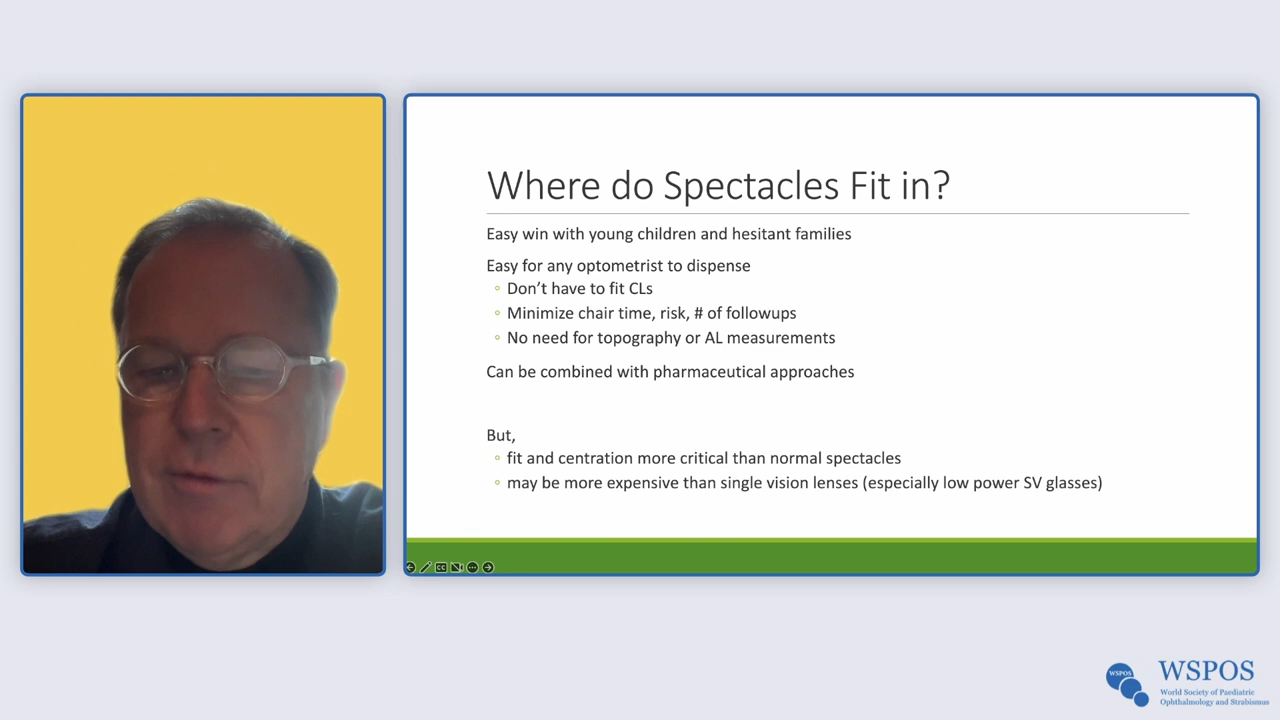 Where do Spectacles Fit in?
Easy win with young children and hesitant families
Easy for any optometrist to dispense
Don’t have to fit CLs
Minimize chair time, risk, # of followups
No need for topography or AL measurements
Can be combined with pharmaceutical approaches
But,
fit and centration more critical than normal spectacles
may be more expensive than single vision lenses (especially low power SV glasses)
CC
WSPOS
WSPOS
World Society of Paediatric
Ophthalmology and Strabismus